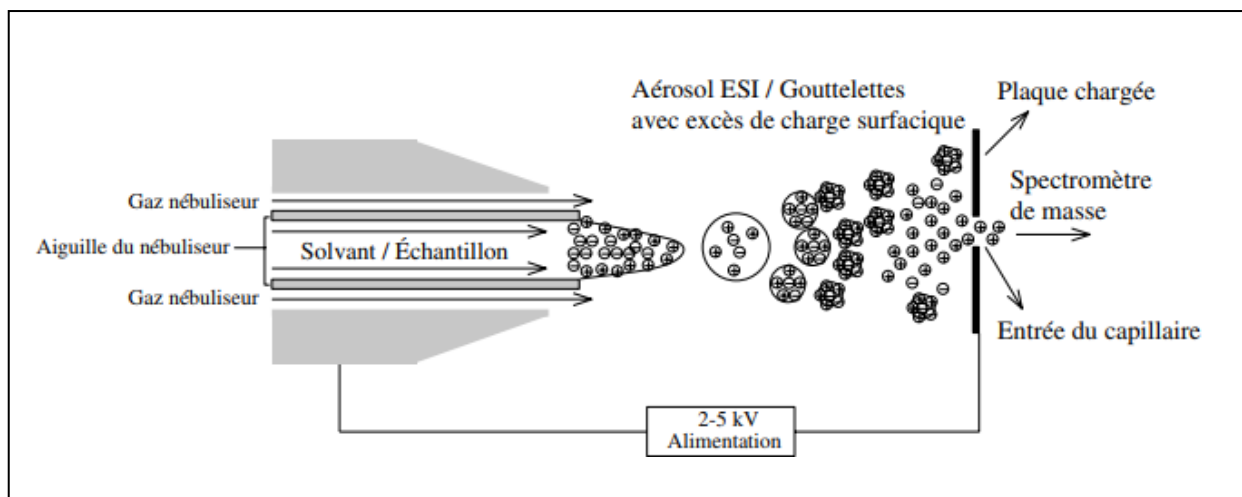 Aérosol ESI / Gouttelettes
avec excès de charge surfacique
Plaque chargée
Spectromètre
de masse
Gaz nébuliseur
Aiguille du nébuliseur
Solvant / Échantillon
Gaz nébuliseur
Entrée du capillaire
2-5 kV
Alimentation